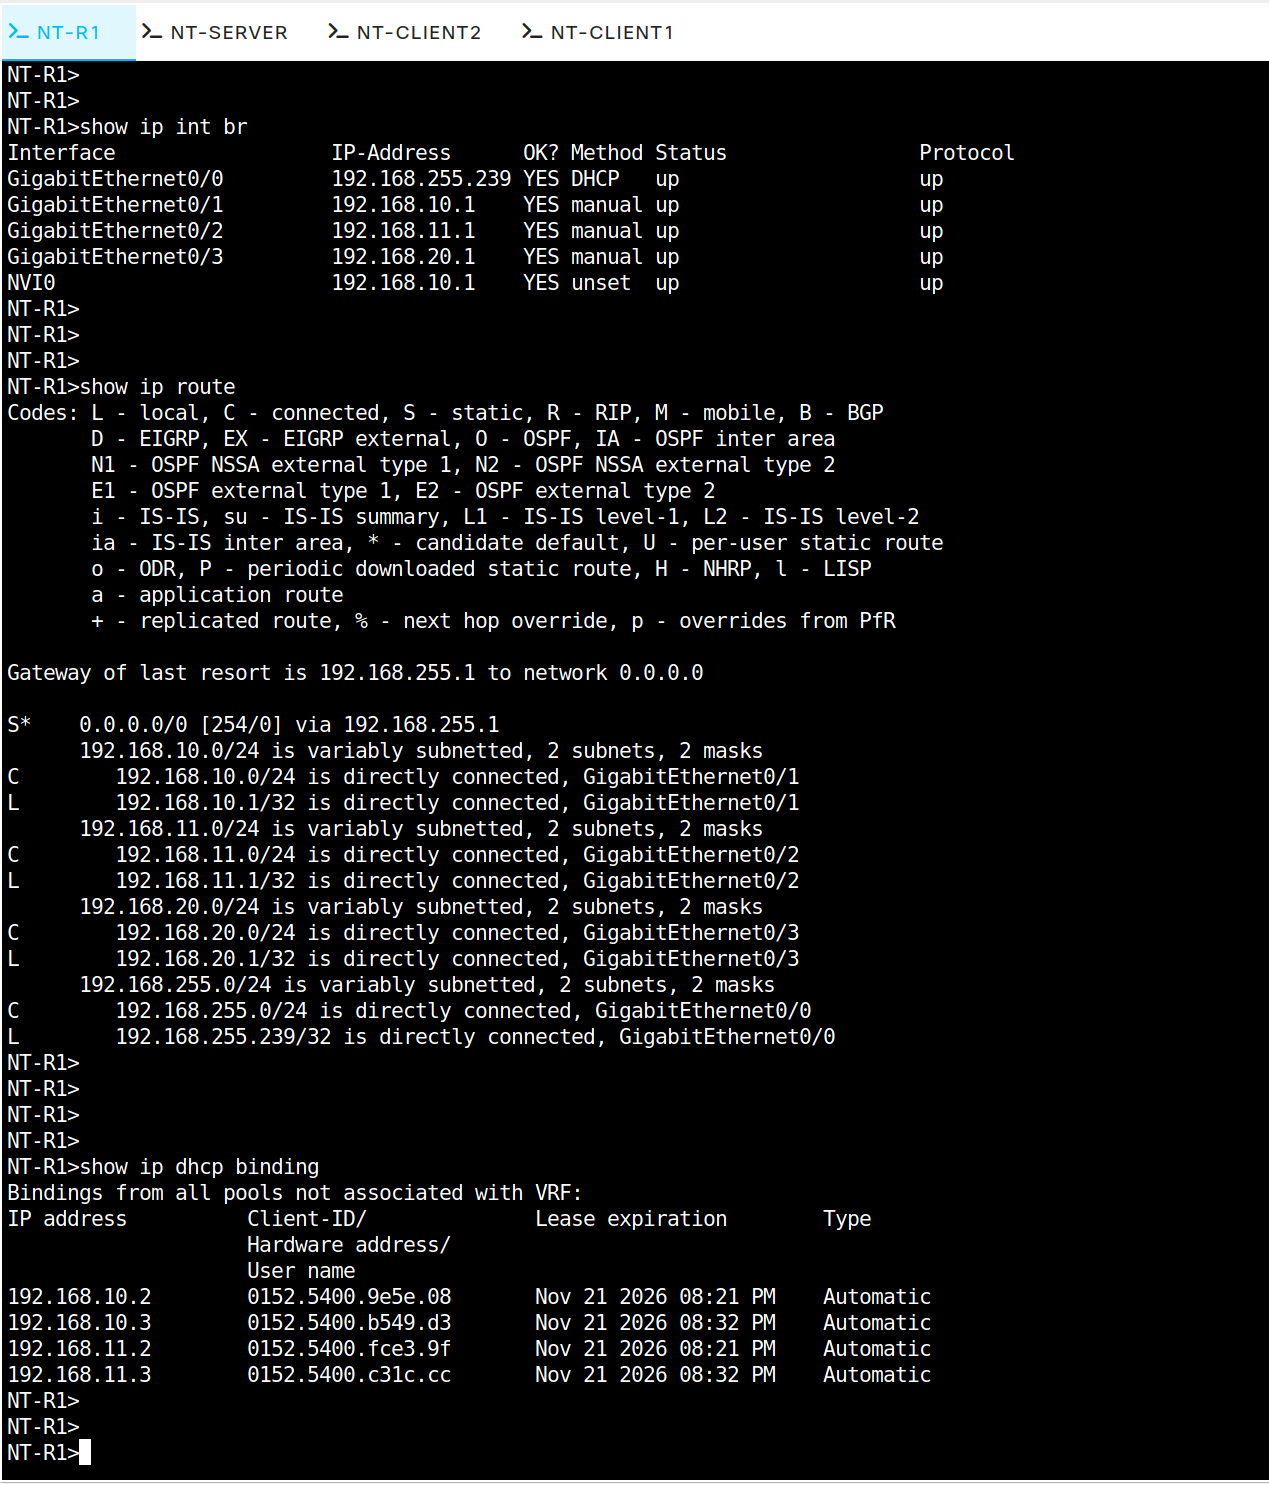 NT-R1 NT-SERVER NT-CLIENT2 NT-CLIENT1
NT-R1>
NT-R1>
NT-R1>show ip int br
Interface                  IP-Address      OK? Method Status                Protocol
GigabitEthernet0/0         192.168.255.239 YES DHCP   up                    up
GigabitEthernet0/1         192.168.10.1    YES manual up                    up
GigabitEthernet0/2         192.168.11.1    YES manual up                    up
GigabitEthernet0/3         192.168.20.1    YES manual up                    up
NVI0                       192.168.10.1    YES unset  up                    up
NT-R1>
NT-R1>
NT-R1>
NT-R1>show ip route
Codes: L - local, C - connected, S - static, R - RIP, M - mobile, B - BGP
       D - EIGRP, EX - EIGRP external, O - OSPF, IA - OSPF inter area
       N1 - OSPF NSSA external type 1, N2 - OSPF NSSA external type 2
       E1 - OSPF external type 1, E2 - OSPF external type 2
       i - IS-IS, su - IS-IS summary, L1 - IS-IS level-1, L2 - IS-IS level-2
       ia - IS-IS inter area, * - candidate default, U - per-user static route
       o - ODR, P - periodic downloaded static route, H - NHRP, l - LISP
       a - application route
       + - replicated route, % - next hop override, p - overrides from PfR
Gateway of last resort is 192.168.255.1 to network 0.0.0.0
S*    0.0.0.0/0 [254/0] via 192.168.255.1
      192.168.10.0/24 is variably subnetted, 2 subnets, 2 masks
C        192.168.10.0/24 is directly connected, GigabitEthernet0/1
L        192.168.10.1/32 is directly connected, GigabitEthernet0/1
      192.168.11.0/24 is variably subnetted, 2 subnets, 2 masks
C        192.168.11.0/24 is directly connected, GigabitEthernet0/2
L        192.168.11.1/32 is directly connected, GigabitEthernet0/2
      192.168.20.0/24 is variably subnetted, 2 subnets, 2 masks
C        192.168.20.0/24 is directly connected, GigabitEthernet0/3
L        192.168.20.1/32 is directly connected, GigabitEthernet0/3
      192.168.255.0/24 is variably subnetted, 2 subnets, 2 masks
C        192.168.255.0/24 is directly connected, GigabitEthernet0/0
L        192.168.255.239/32 is directly connected, GigabitEthernet0/0
NT-R1>
NT-R1>
NT-R1>
NT-R1>
NT-R1>show ip dhcp binding
Bindings from all pools not associated with VRF:
IP address          Client-ID/              Lease expiration        Type
                    Hardware address/
                    User name
192.168.10.2        0152.5400.9e5e.08       Nov 21 2026 08:21 PM    Automatic
192.168.10.3        0152.5400.b549.d3       Nov 21 2026 08:32 PM    Automatic
192.168.11.2        0152.5400.fce3.9f       Nov 21 2026 08:21 PM    Automatic
192.168.11.3        0152.5400.c31c.cc       Nov 21 2026 08:32 PM    Automatic
NT-R1>
NT-R1>
NT-R1>